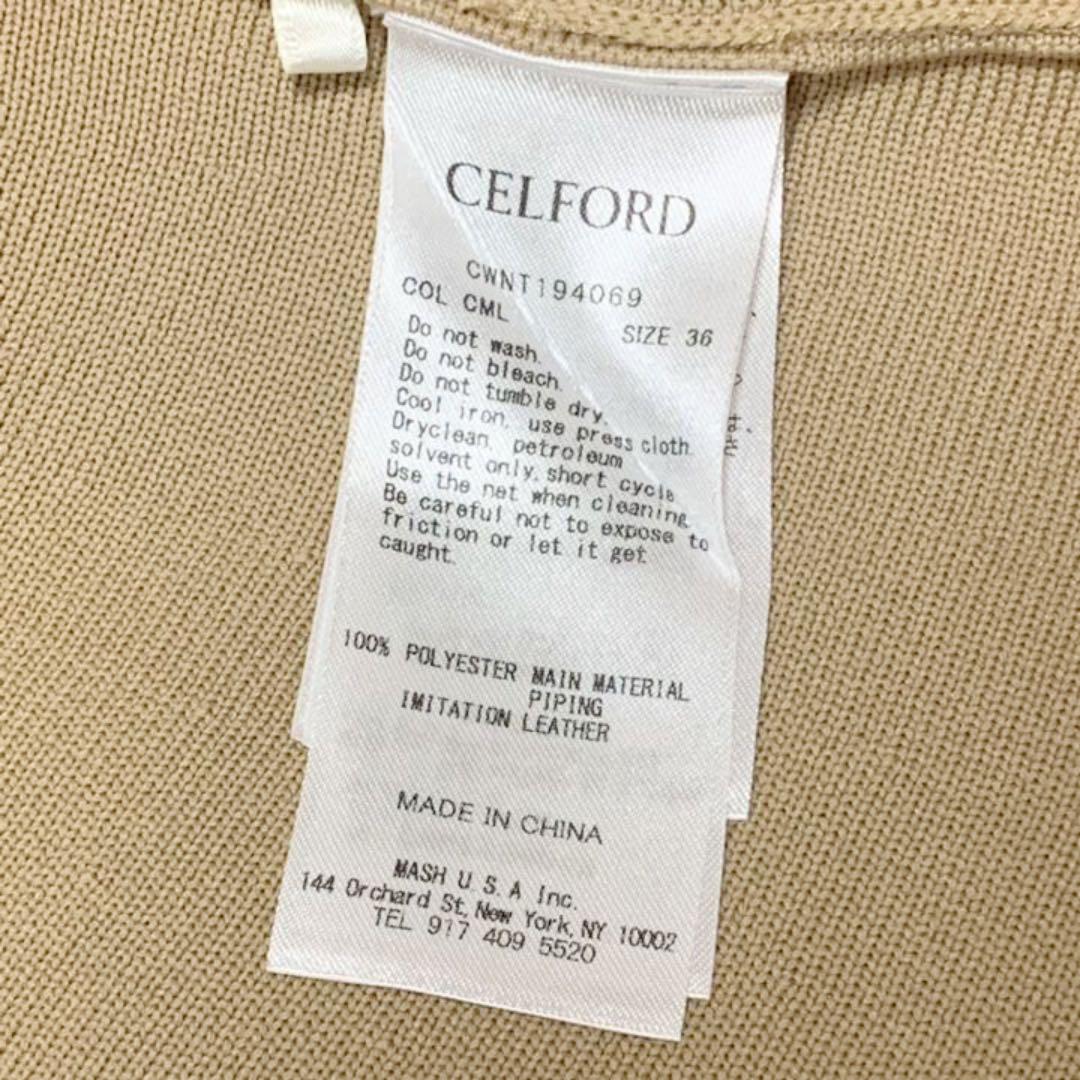 CELFORD
CWNT194069
COL CML
SIZE 36
Do not wash.
Do not bleach.
Do not tumble dry.
Cool iron, use press cloth.
Dryclean, petroleum
solvent only, short cycle.
Use the net when cleaning.
Be careful not to expose to
friction or let it get
caught.
100% POLYESTER MAIN MATERIAL
PIPING
IMITATION LEATHER
MADE IN CHINA
MASH U.S.A Inc.
144 Orchard St, New York, NY 10002
TEL 917 409 5520